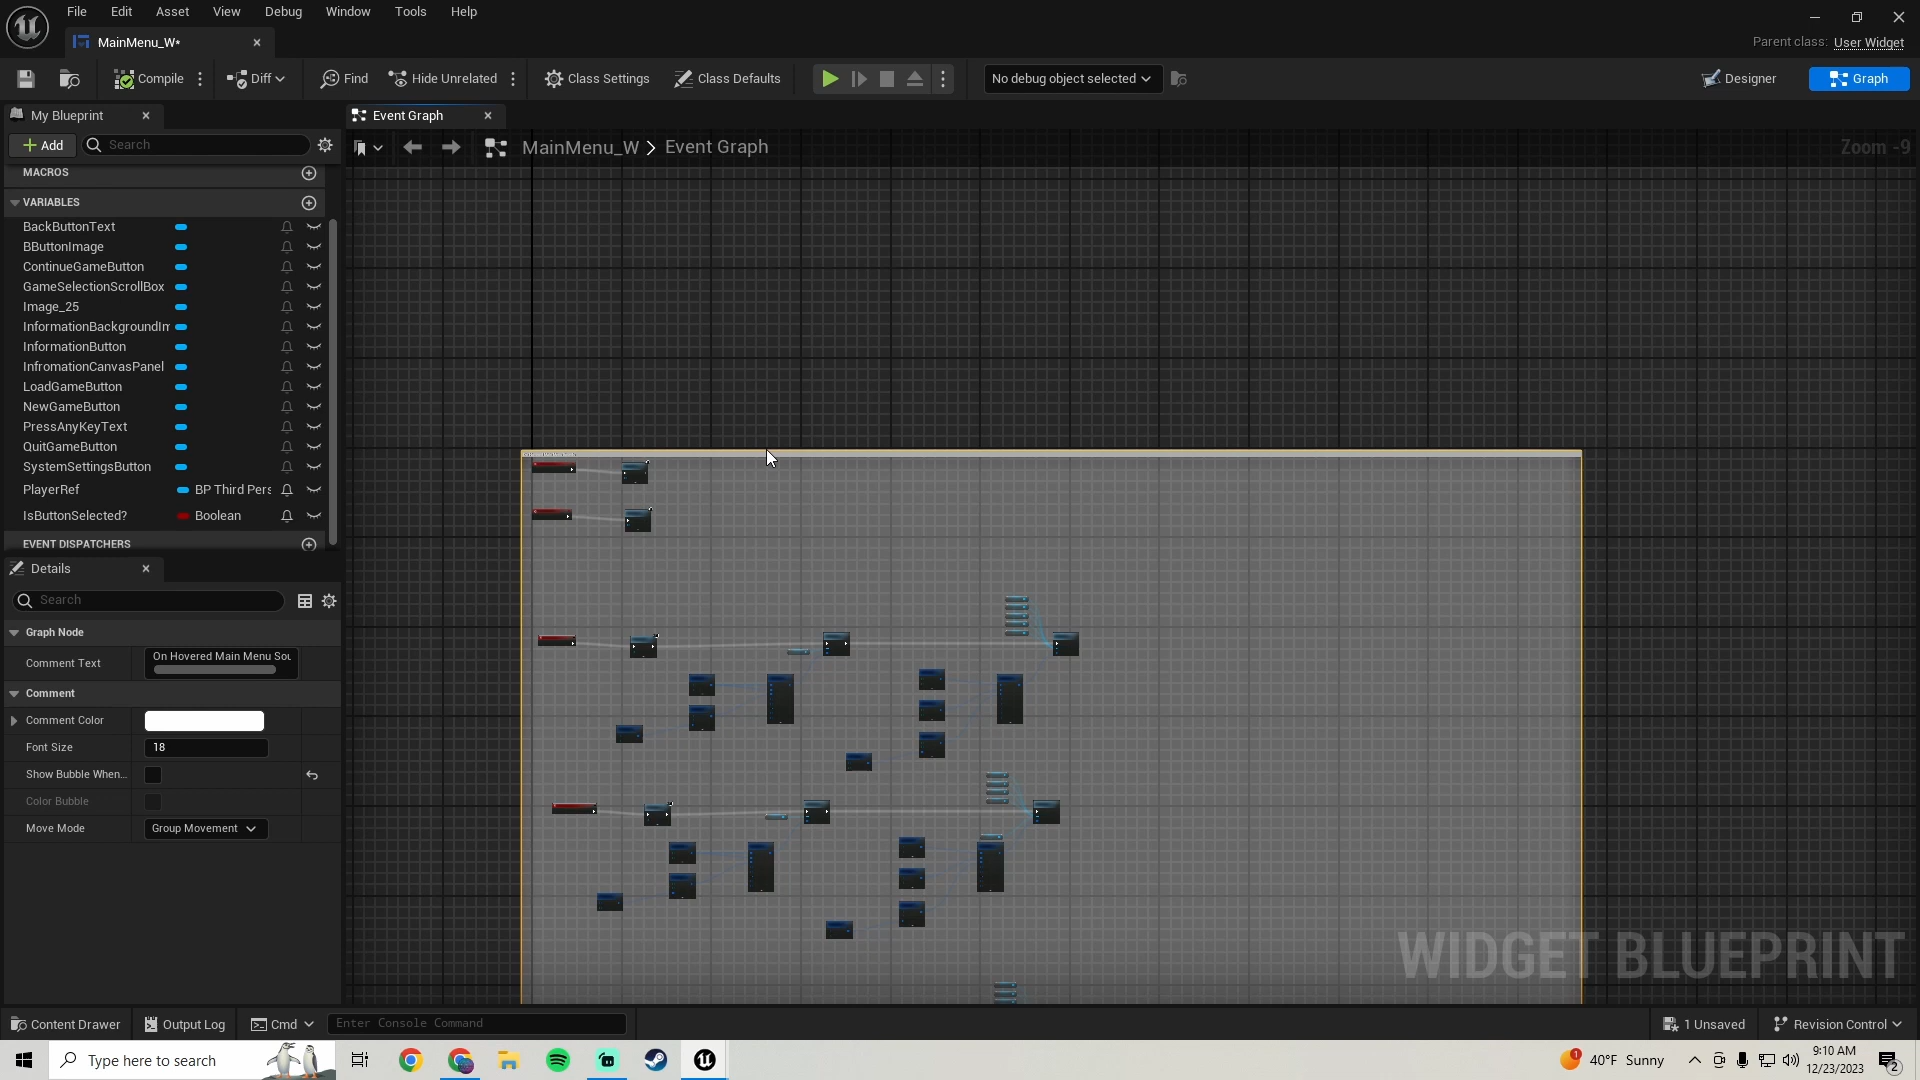 File Edit Asset View Debug Window Tools Help
MainMenu_W*
Parent class: User Widget
Compile Diff Find Hide Unrelated Class Settings Class Defaults No debug object selected Designer Graph
My Blueprint
Event Graph
Add Search
MainMenu_W > Event Graph
Zoom -9
MACROS
VARIABLES
BackButtonText
BButtonImage
ContinueGameButton
GameSelectionScrollBox
Image_25
InformationBackgroundIm
InformationButton
InfromationCanvasPanel
LoadGameButton
NewGameButton
PressAnyKeyText
QuitGameButton
SystemSettingsButton
PlayerRef BP Third Pers
IsButtonSelected? Boolean
EVENT DISPATCHERS
Details
Search
Graph Node
Comment Text On Hovered Main Menu Sou
Comment
Comment Color
Font Size 18
Show Bubble When...
Color Bubble
Move Mode Group Movement
WIDGET BLUEPRINT
Content Drawer Output Log Cmd Enter Console Command 1 Unsaved Revision Control
Type here to search
1
40°F Sunny
9:10 AM
12/23/2023
2